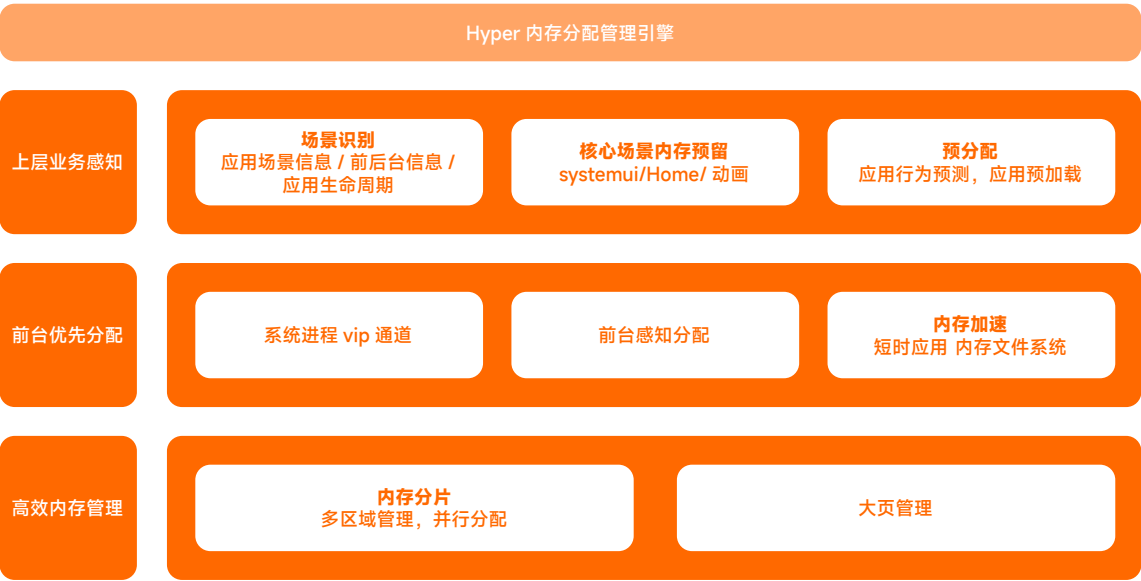 Hyper 内存分配管理引擎
上层业务感知
场景识别
应用场景信息 / 前后台信息 /
应用生命周期
核心场景内存预留
systemui/Home/ 动画
预分配
应用行为预测，应用预加载
前台优先分配
系统进程 vip 通道
前台感知分配
内存加速
短时应用 内存文件系统
高效内存管理
内存分片
多区域管理，并行分配
大页管理